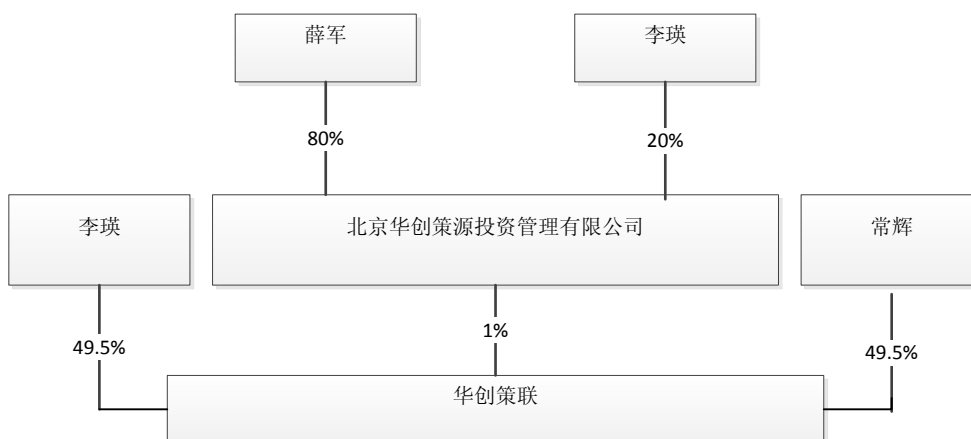 薛军
李瑛
80%
20%
李瑛
北京华创策源投资管理有限公司
常辉
49.5%
1%
49.5%
华创策联